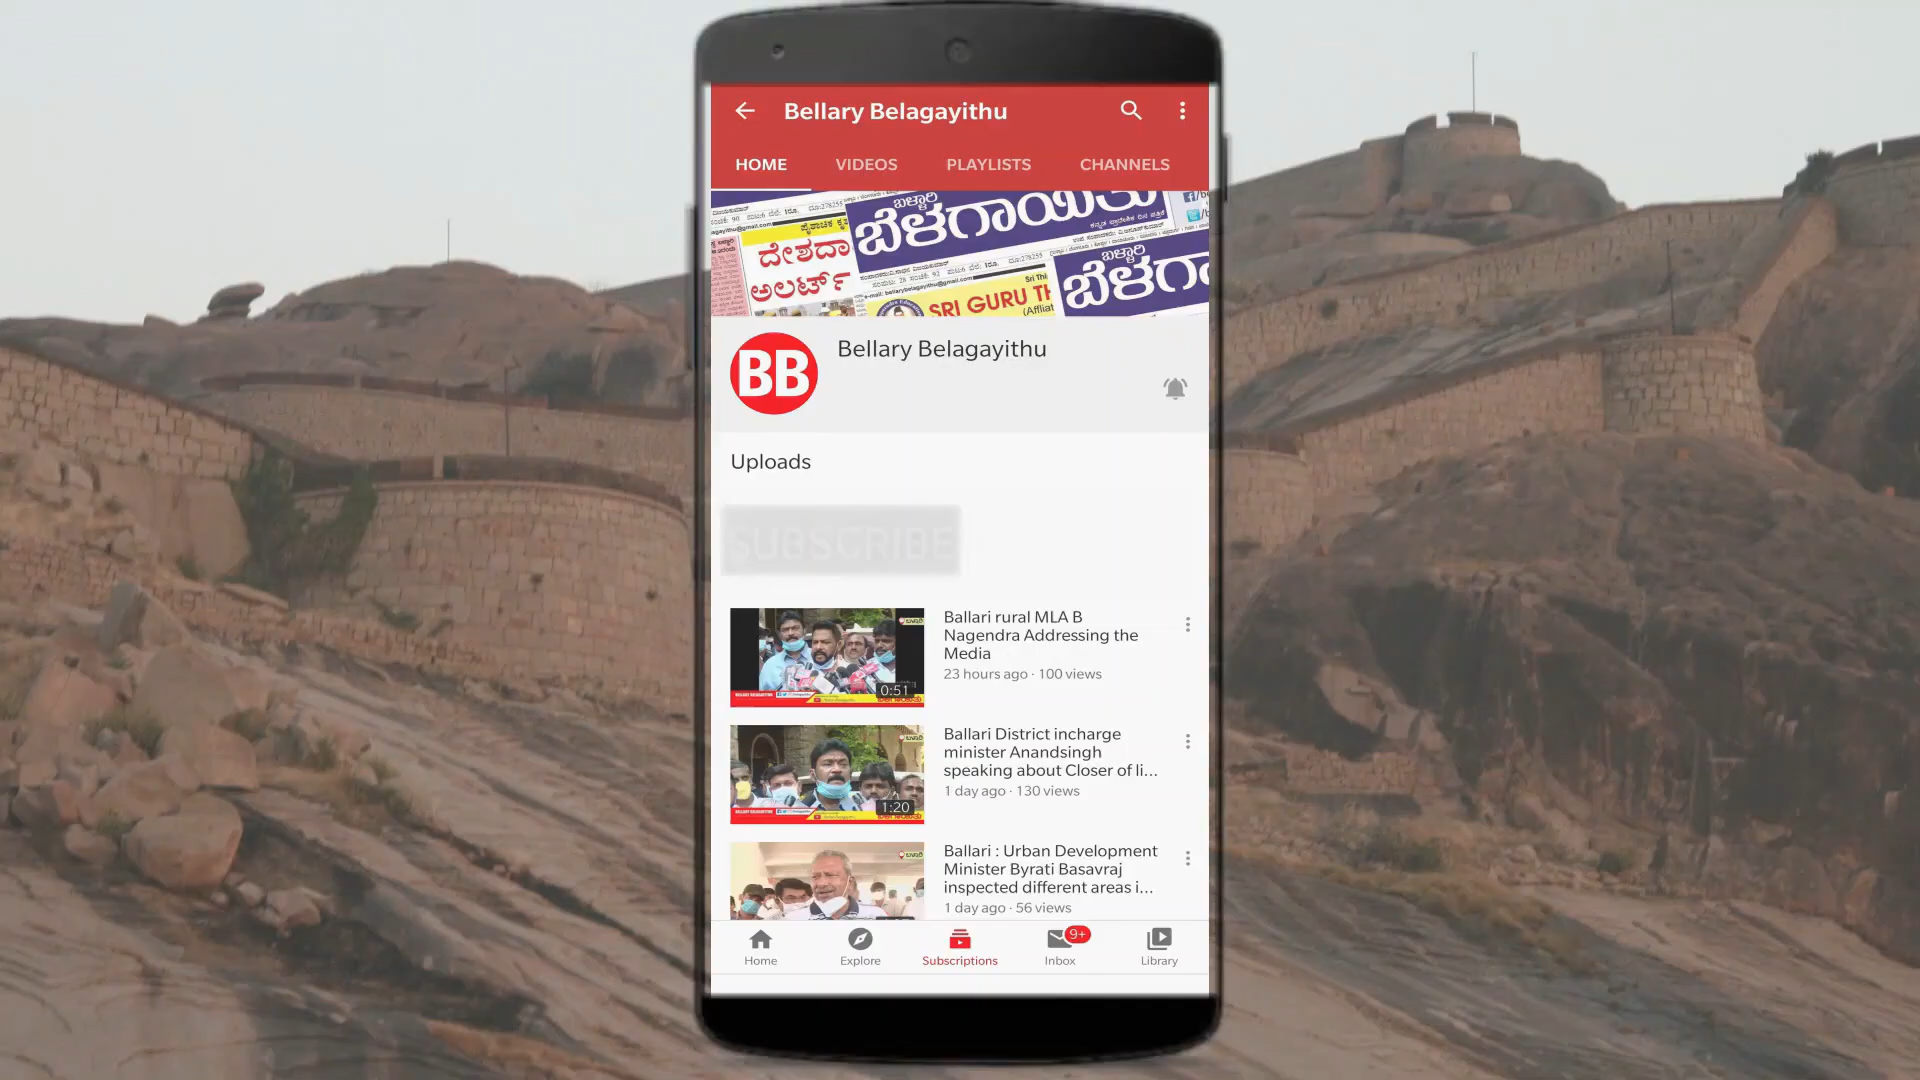 Bellary Belagayithu
HOME
VIDEOS
PLAYLISTS
CHANNELS
ಬಳ್ಳಾರಿ
ಬೆಳಗಾಯಿತು
ದೇಶದಾ
ಅಲರ್ಟ್
SRI GURU TH
(Affliat
ಬಳ್ಳಾರಿ
ಬೆಳಗಾ
BB
Bellary Belagayithu
Uploads
SUBSCRIBE
Ballari rural MLA B
Nagendra Addressing the
Media
23 hours ago · 100 views
0:51
Ballari District incharge
minister Anandsingh
speaking about Closer of li...
1 day ago · 130 views
1:20
Ballari : Urban Development
Minister Byrati Basavraj
inspected different areas i...
1 day ago · 56 views
Home
Explore
Subscriptions
9+
Inbox
Library